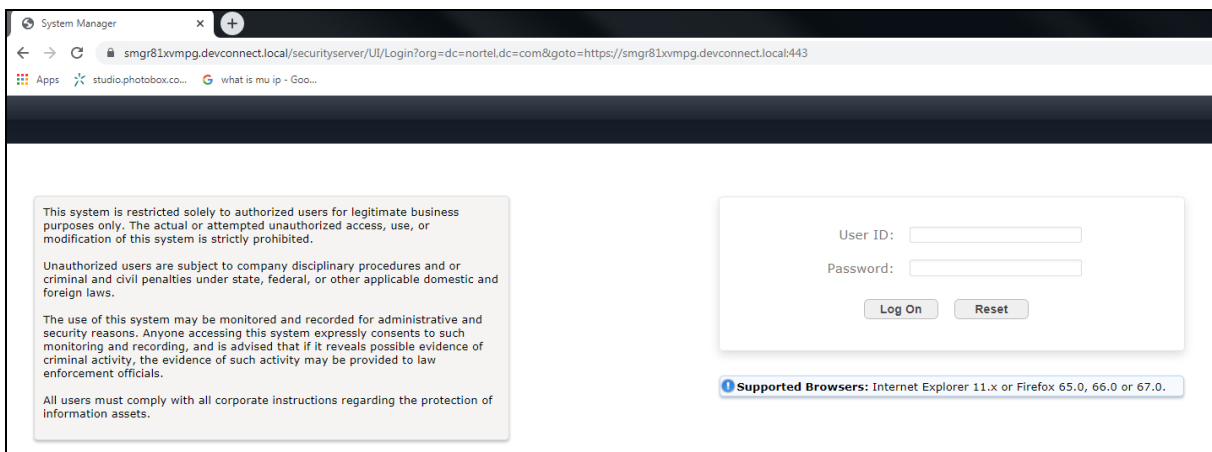 System Manager
smgr81xvmpg.devconnect.local/securityserver/UI/Login?org=dc=nortel,dc=com&goto=https://smgr81xvmpg.devconnect.local:443
Apps studio.photobox.co... G what is mu ip - Goo...
This system is restricted solely to authorized users for legitimate business
purposes only. The actual or attempted unauthorized access, use, or
modification of this system is strictly prohibited.
Unauthorized users are subject to company disciplinary procedures and or
criminal and civil penalties under state, federal, or other applicable domestic and
foreign laws.
The use of this system may be monitored and recorded for administrative and
security reasons. Anyone accessing this system expressly consents to such
monitoring and recording, and is advised that if it reveals possible evidence of
criminal activity, the evidence of such activity may be provided to law
enforcement officials.
All users must comply with all corporate instructions regarding the protection of
information assets.
User ID:
Password:
Log On Reset
Supported Browsers: Internet Explorer 11.x or Firefox 65.0, 66.0 or 67.0.